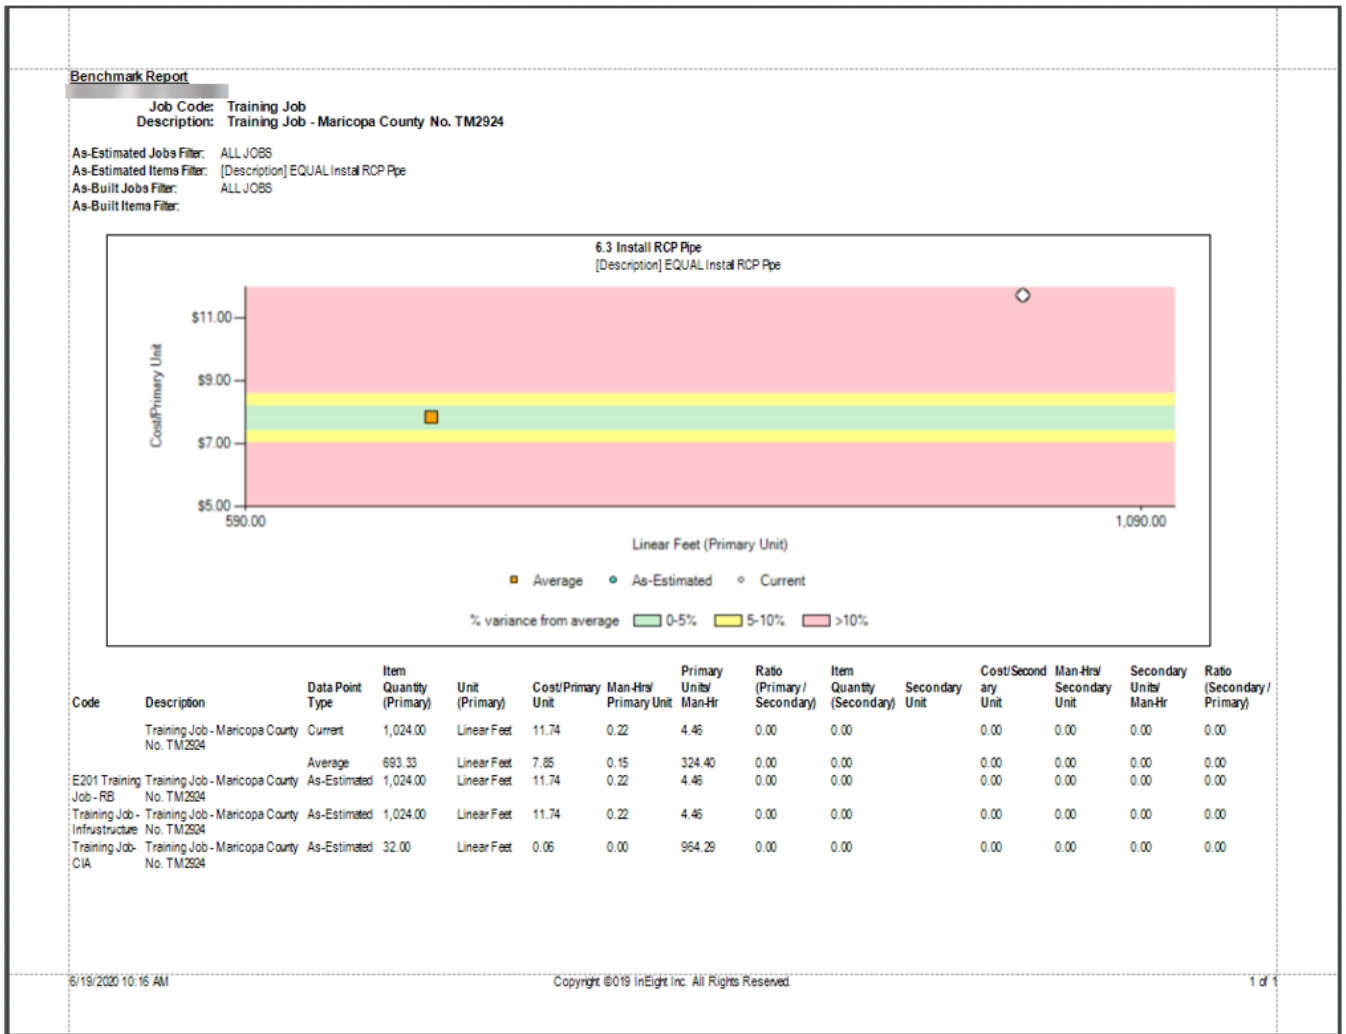 Benchmark Report
Job Code: Training Job
Description: Training Job - Maricopa County No. TM2924
As-Estimated Jobs Filter: ALL JOBS
As-Estimated Items Filter: [Description] EQUAL Install RCP Pipe
As-Built Jobs Filter: ALL JOBS
As-Built Items Filter:
6.3 Install RCP Pipe
[Description] EQUAL Install RCP Pipe
$11.00
$9.00
$7.00
$5.00
Cost/Primary Unit
590.00 1,090.00
Linear Feet (Primary Unit)
Average As-Estimated Current
% variance from average 0-5% 5-10% >10%
Item Primary Ratio Item Cost/Second Man-Hrs/ Secondary Ratio
Data Point Quantity Unit Cost/Primary Man-Hrs/ Units/ (Primary / Quantity Secondary ary Secondary Units/ (Secondary /
Code Description Type (Primary) (Primary) Unit Primary Unit Man-Hr Secondary) (Secondary) Unit Unit Unit Man-Hr Primary)
Training Job - Maricopa County Current 1,024.00 Linear Feet 11.74 0.22 4.46 0.00 0.00 0.00 0.00 0.00 0.00
No. TM2924
Average 693.33 Linear Feet 7.85 0.15 324.40 0.00 0.00 0.00 0.00 0.00 0.00
E201 Training Training Job - Maricopa County As-Estimated 1,024.00 Linear Feet 11.74 0.22 4.46 0.00 0.00 0.00 0.00 0.00 0.00
Job - RB No. TM2924
Training Job - Training Job - Maricopa County As-Estimated 1,024.00 Linear Feet 11.74 0.22 4.46 0.00 0.00 0.00 0.00 0.00 0.00
Infrustructure No. TM2924
Training Job- Training Job - Maricopa County As-Estimated 32.00 Linear Feet 0.06 0.00 964.29 0.00 0.00 0.00 0.00 0.00 0.00
CIA No. TM2924
6/19/2020 10:16 AM Copyright ©019 InEight Inc. All Rights Reserved. 1 of 1